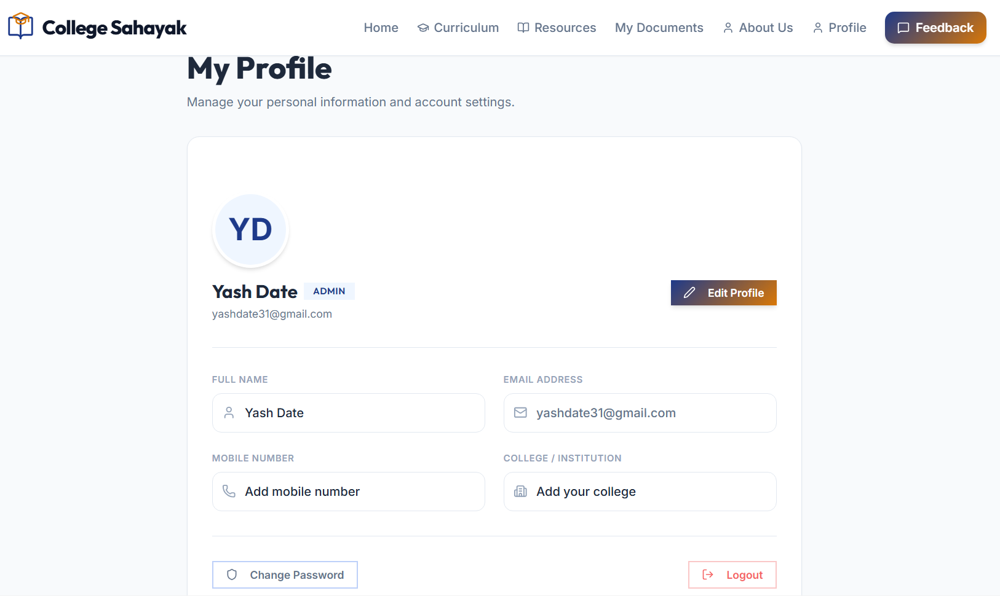 College Sahayak
Home
Curriculum
Resources
My Documents
About Us
Profile
Feedback
My Profile
Manage your personal information and account settings.
YD
Yash Date
ADMIN
yashdate31@gmail.com
Edit Profile
FULL NAME
Yash Date
EMAIL ADDRESS
yashdate31@gmail.com
MOBILE NUMBER
Add mobile number
COLLEGE / INSTITUTION
Add your college
Change Password
Logout